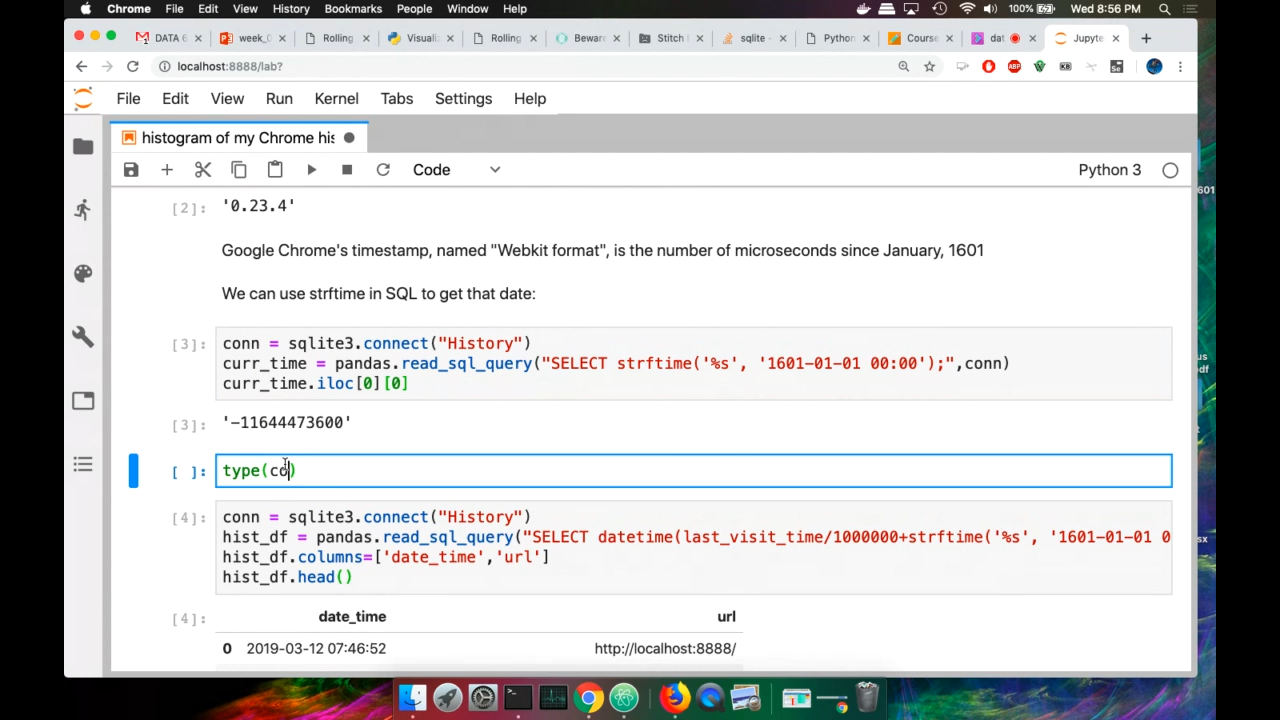 Chrome File Edit View History Bookmarks People Window Help 100% Wed 8:56 PM
DATA 6 week_0 Rolling Visuali Rolling Beware Stitch sqlite Python Course dat Jupyte
localhost:8888/lab?
File Edit View Run Kernel Tabs Settings Help
histogram of my Chrome his
Code Python 3
[2]: '0.23.4'
Google Chrome's timestamp, named "Webkit format", is the number of microseconds since January, 1601
We can use strftime in SQL to get that date:
[3]: conn = sqlite3.connect("History")
curr_time = pandas.read_sql_query("SELECT strftime('%s', '1601-01-01 00:00');",conn)
curr_time.iloc[0][0]
[3]: '-11644473600'
[ ]: type(co)
[4]: conn = sqlite3.connect("History")
hist_df = pandas.read_sql_query("SELECT datetime(last_visit_time/1000000+strftime('%s', '1601-01-01 0
hist_df.columns=['date_time','url']
hist_df.head()
[4]: date_time url
0 2019-03-12 07:46:52 http://localhost:8888/
1601
us
df
sx